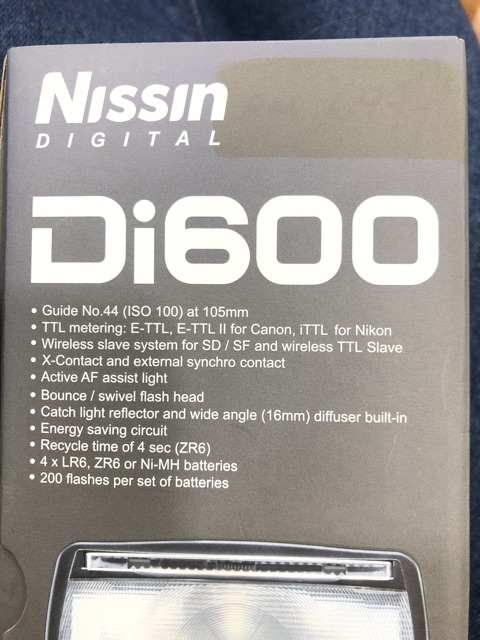 Nissin
DIGITAL
Di600
• Guide No.44 (ISO 100) at 105mm
• TTL metering: E-TTL, E-TTL II for Canon, iTTL for Nikon
• Wireless slave system for SD / SF and wireless TTL Slave
• X-Contact and external synchro contact
• Active AF assist light
• Bounce / swivel flash head
• Catch light reflector and wide angle (16mm) diffuser built-in
• Energy saving circuit
• Recycle time of 4 sec (ZR6)
• 4 x LR6, ZR6 or Ni-MH batteries
• 200 flashes per set of batteries